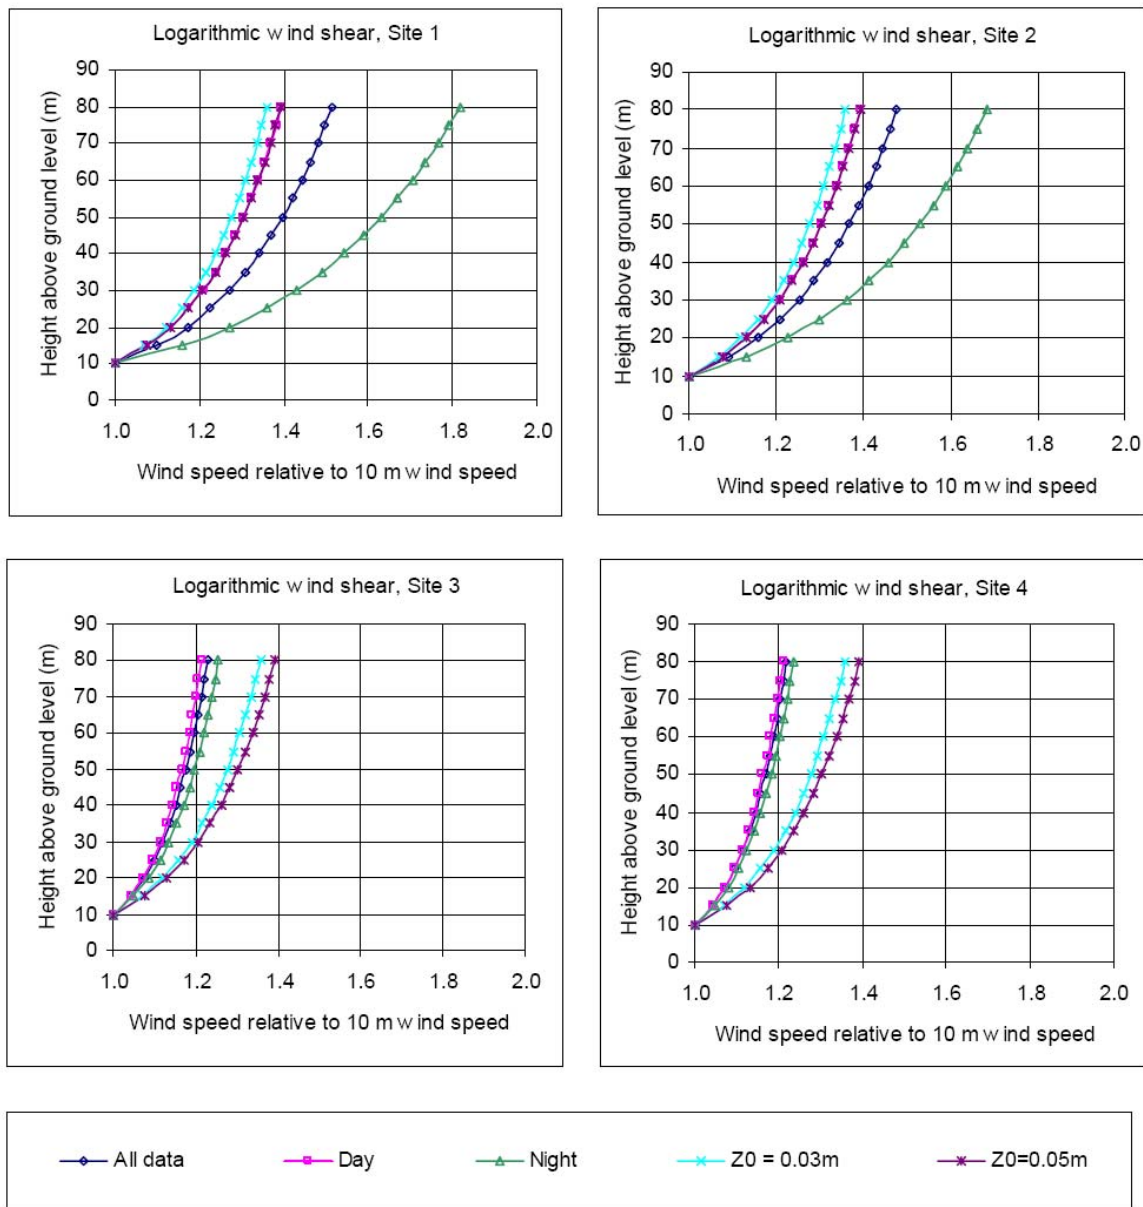 Logarithmic w ind shear, Site 1
Height above ground level (m)
90
80
70
60
50
40
30
20
10
0
1.0 1.2 1.4 1.6 1.8 2.0
Wind speed relative to 10 m w ind speed
Logarithmic w ind shear, Site 2
Height above ground level (m)
90
80
70
60
50
40
30
20
10
0
1.0 1.2 1.4 1.6 1.8 2.0
Wind speed relative to 10 m w ind speed
Logarithmic w ind shear, Site 3
Height above ground level (m)
90
80
70
60
50
40
30
20
10
0
1.0 1.2 1.4 1.6 1.8 2.0
Wind speed relative to 10 m w ind speed
Logarithmic w ind shear, Site 4
Height above ground level (m)
90
80
70
60
50
40
30
20
10
0
1.0 1.2 1.4 1.6 1.8 2.0
Wind speed relative to 10 m w ind speed
All data Day Night Z0 = 0.03m Z0=0.05m